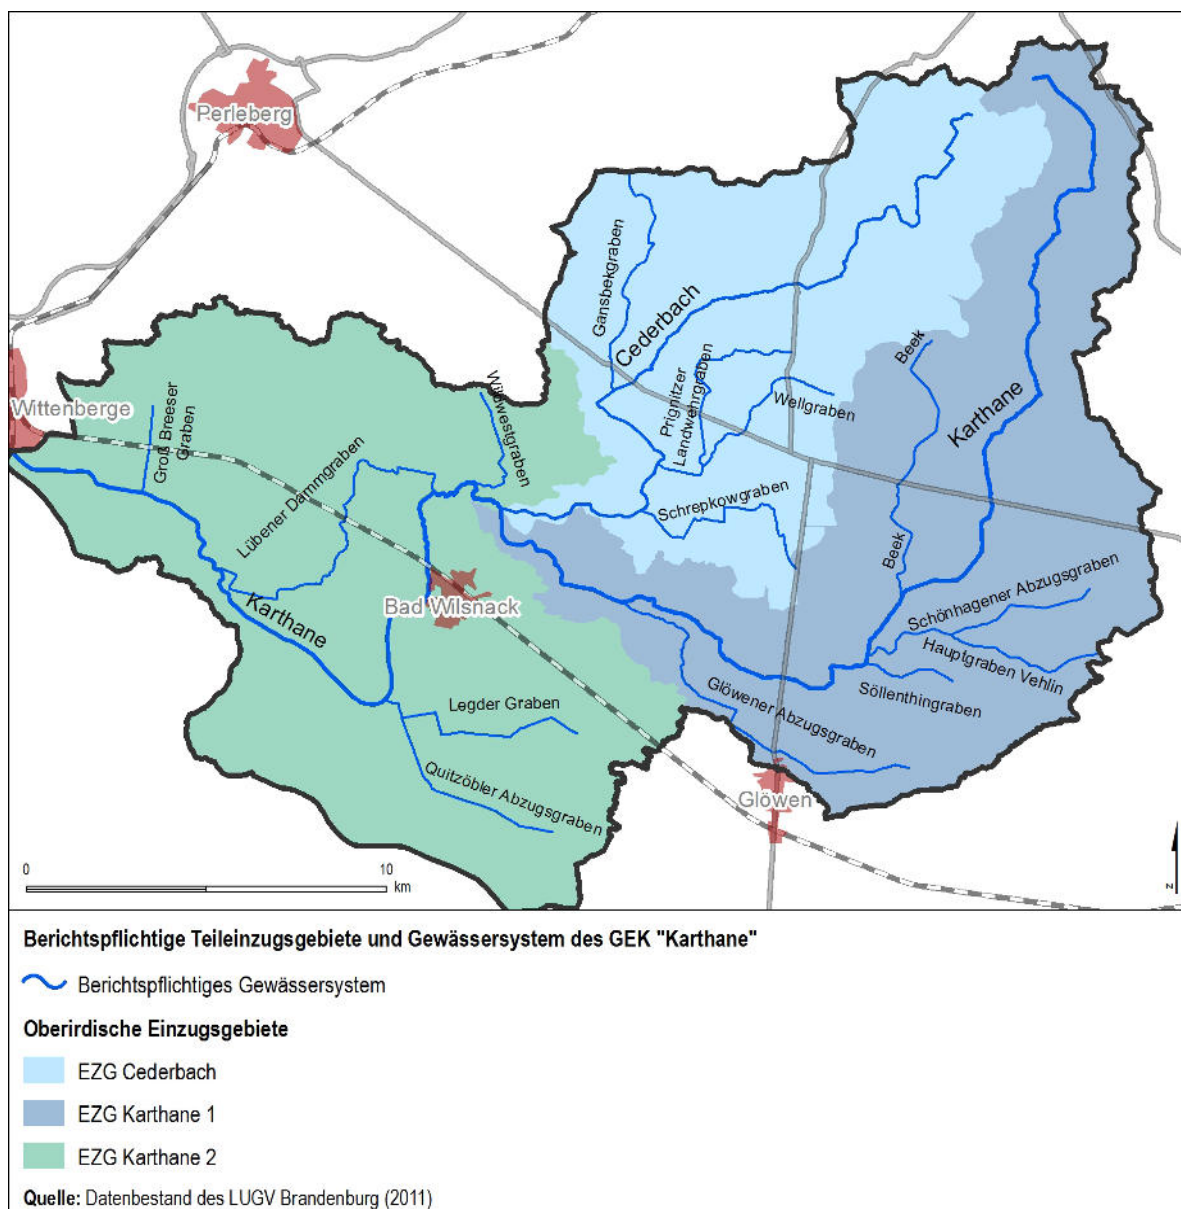 Perleberg
Gansbekgraben
Cederbach
Beek
Karthane
Wittenberge
Groß Breeser
Graben
Wildwestgraben
Prignitzer
Landwehrgraben
Wellgraben
Lübener Dammgraben
Schrepkowgraben
Beek
Schönhagener Abzugsgraben
Karthane
Bad Wilsnack
Hauptgraben Vehlin
Söllenthingraben
Glöwener Abzugsgraben
Legder Graben
Quitzöbler Abzugsgraben
Glöwen
0
10
km
N
Berichtspflichtige Teileinzugsgebiete und Gewässersystem des GEK "Karthane"
Berichtspflichtiges Gewässersystem
Oberirdische Einzugsgebiete
EZG Cederbach
EZG Karthane 1
EZG Karthane 2
Quelle: Datenbestand des LUGV Brandenburg (2011)